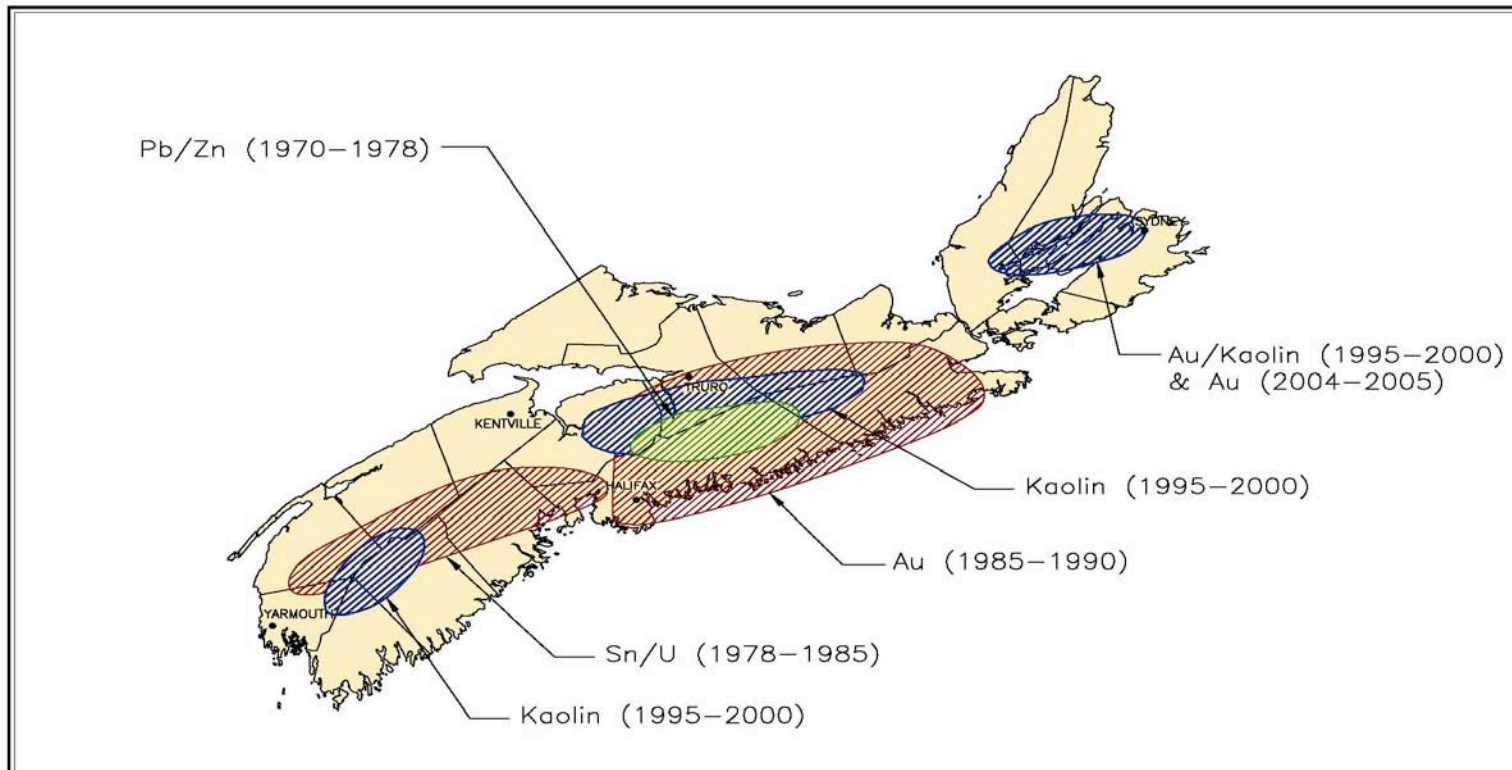 Pb/Zn (1970-1978)
SYDNEY
Au/Kaolin (1995-2000)
& Au (2004-2005)
TRURO
KENTVILLE
Kaolin (1995-2000)
HALIFAX
Au (1985-1990)
YARMOUTH
Sn/U (1978-1985)
Kaolin (1995-2000)